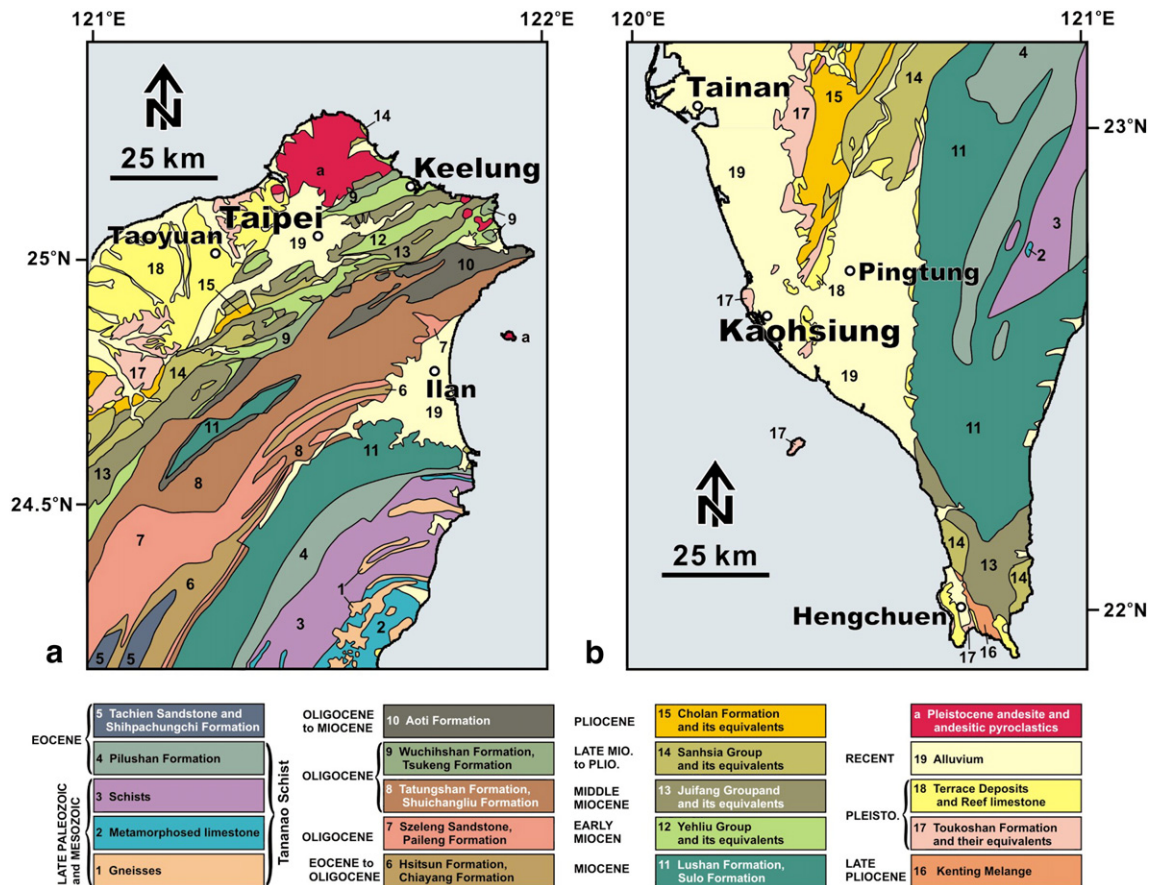 121°E
122°E
120°E
121°E
N
25 km
14
a
Keelung
9
9
Taipei
19
12
Taoyuan
13
25°N
18
10
15
a
7
9
17
14
Ilan
6
19
11
11
13
8
8
24.5°N
7
4
6
1
3
2
5
5
a
4
14
Tainan
15
17
23°N
11
19
3
2
Pingtung
18
17
Kaohsiung
19
17
11
N
25 km
14
13
14
Hengchuen
22°N
17
16
b
EOCENE
5 Tachien Sandstone and
Shihpachungchi Formation
4 Pilushan Formation
LATE PALEOZOIC
and MESOZOIC
3 Schists
2 Metamorphosed limestone
1 Gneisses
Tananao Schist
OLIGOCENE
to MIOCENE
10 Aoti Formation
OLIGOCENE
9 Wuchihshan Formation,
Tsukeng Formation
8 Tatungshan Formation,
Shuichangliu Formation
OLIGOCENE
7 Szeleng Sandstone,
Paileng Formation
EOCENE to
OLIGOCENE
6 Hsitsun Formation,
Chiayang Formation
PLIOCENE
15 Cholan Formation
and its equivalents
LATE MIO.
to PLIO.
14 Sanhsia Group
and its equivalents
MIDDLE
MIOCENE
13 Juifang Groupand
and its equivalents
EARLY
MIOCEN
12 Yehliu Group
and its equivalents
MIOCENE
11 Lushan Formation,
Sulo Formation
a Pleistocene andesite and
andesitic pyroclastics
RECENT
19 Alluvium
PLEISTO.
18 Terrace Deposits
and Reef limestone
17 Toukoshan Formation
and their equivalents
LATE
PLIOCENE
16 Kenting Melange